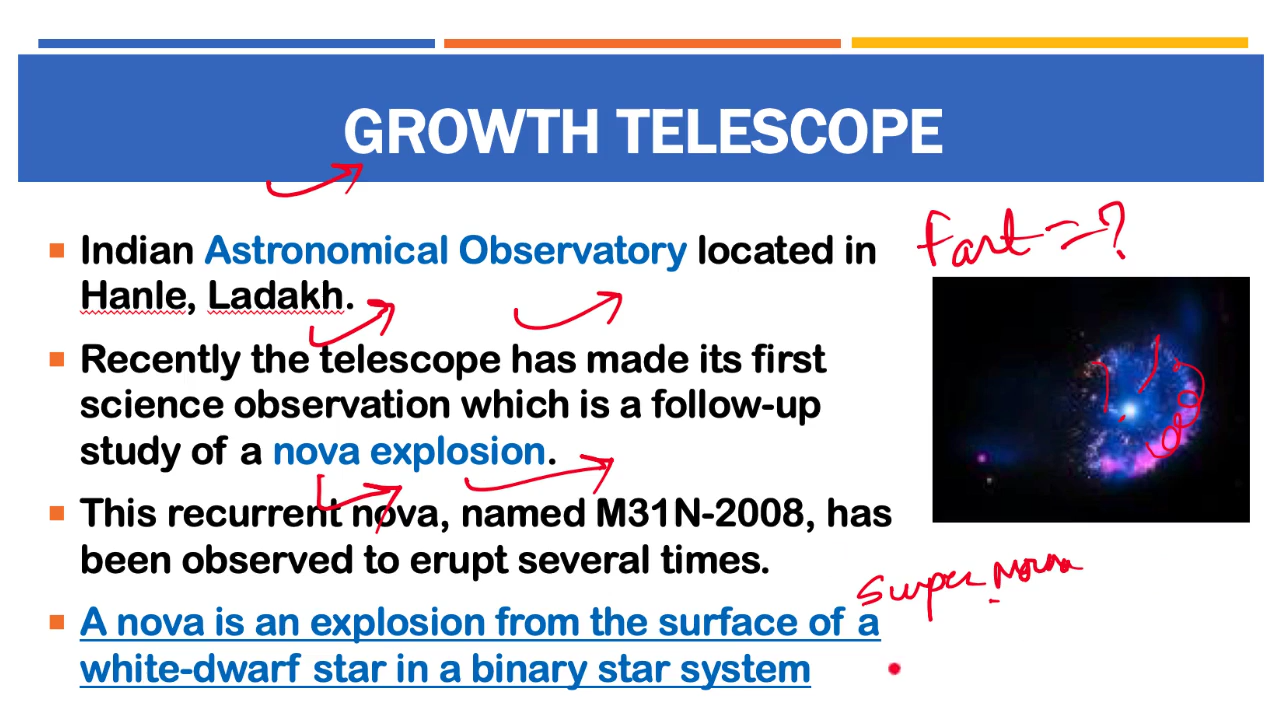 GROWTH TELESCOPE
Indian Astronomical Observatory located in
Hanle, Ladakh.
Fart=?
Recently the telescope has made its first
science observation which is a follow-up
study of a nova explosion.
This recurrent nova, named M31N-2008, has
been observed to erupt several times.
Super Nova
A nova is an explosion from the surface of a
white-dwarf star in a binary star system